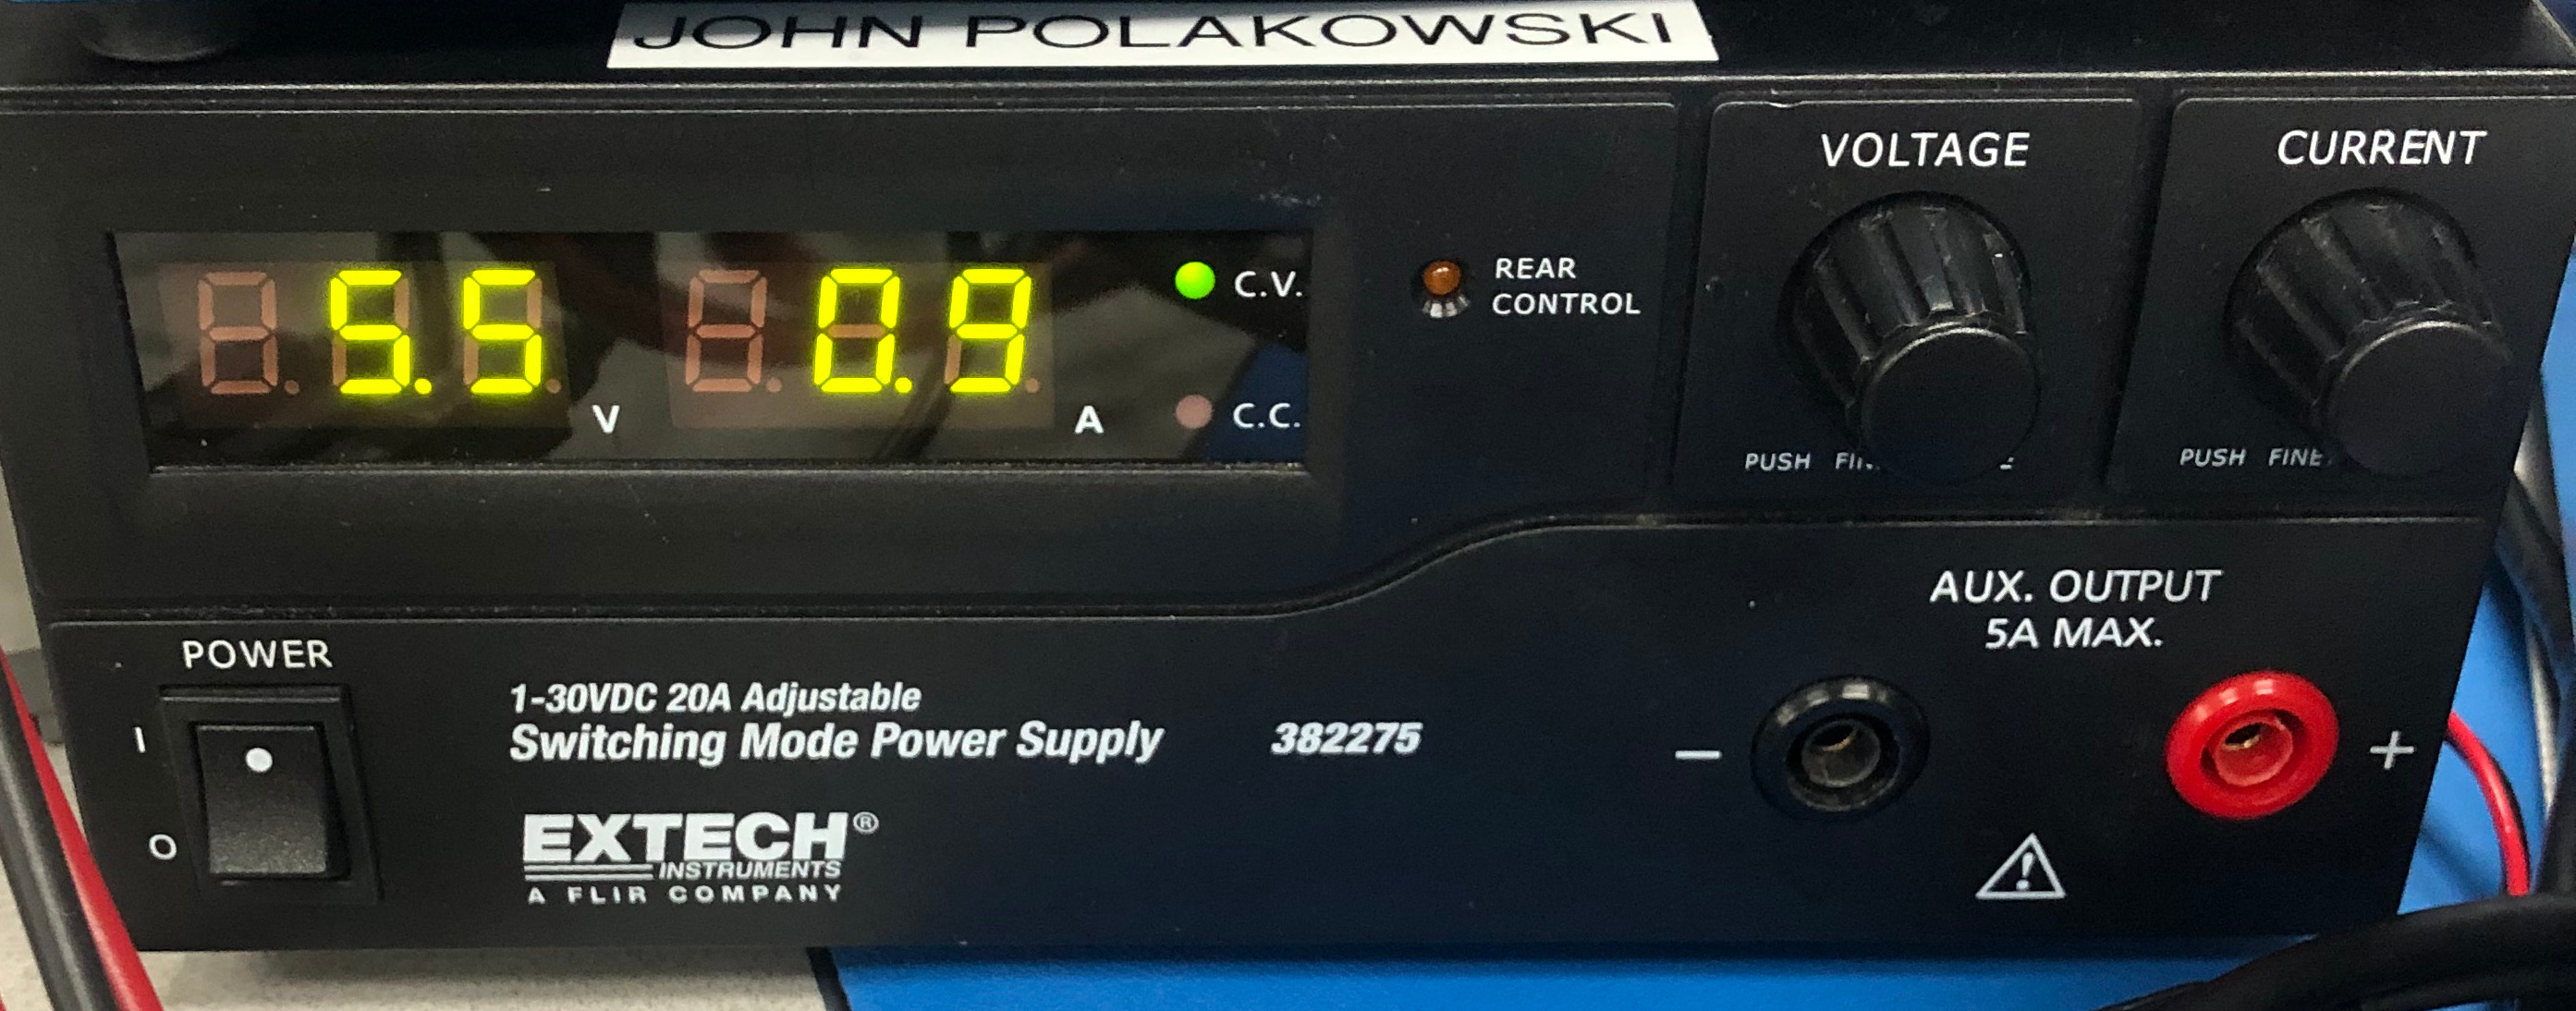 JOHN POLAKOWSKI
VOLTAGE
CURRENT
5.5 V
0.9 A
C.V.
C.C.
REAR
CONTROL
PUSH
PUSH FINE
AUX. OUTPUT
5A MAX.
POWER
I
O
1-30VDC 20A Adjustable
Switching Mode Power Supply 382275
EXTECH®
INSTRUMENTS
A FLIR COMPANY
− +